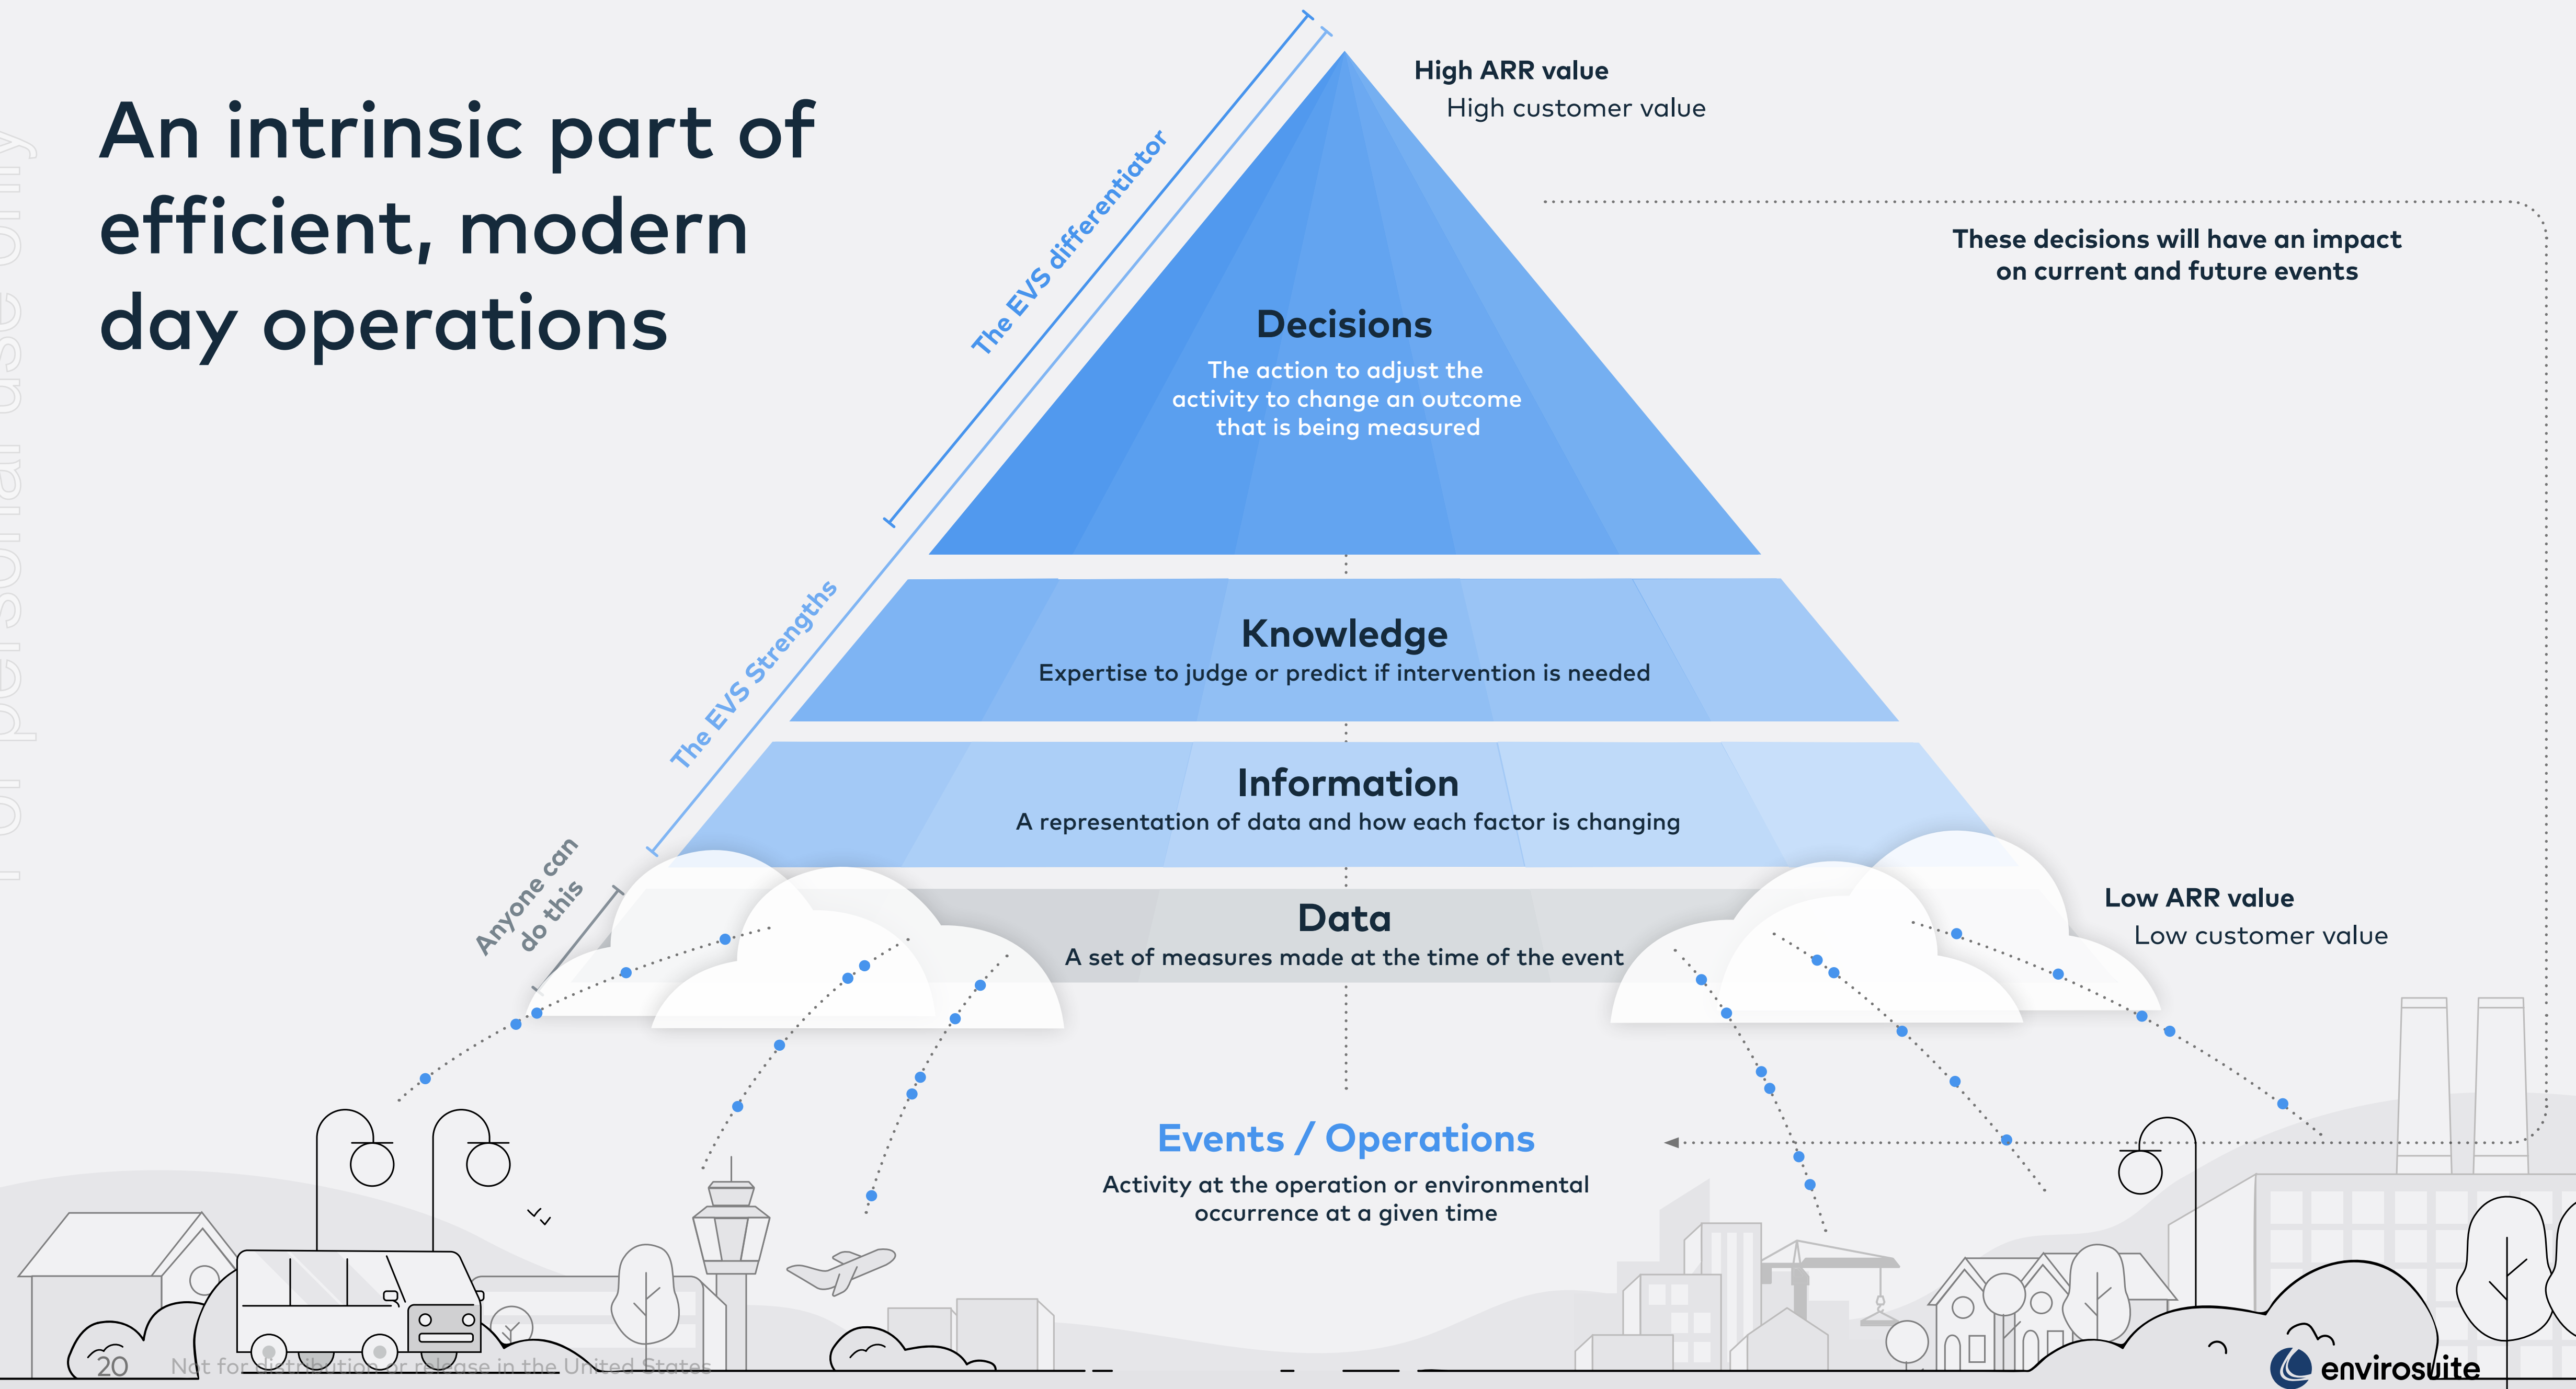 For personal use only
An intrinsic part of
efficient, modern
day operations
The EVS differentiator
High ARR value
High customer value
These decisions will have an impact
on current and future events
Decisions
The action to adjust the
activity to change an outcome
that is being measured
The EVS Strengths
Knowledge
Expertise to judge or predict if intervention is needed
Information
A representation of data and how each factor is changing
Anyone can
do this
Data
A set of measures made at the time of the event
Low ARR value
Low customer value
Events / Operations
Activity at the operation or environmental
occurrence at a given time
20
Not for distribution or release in the United States
envirosuite